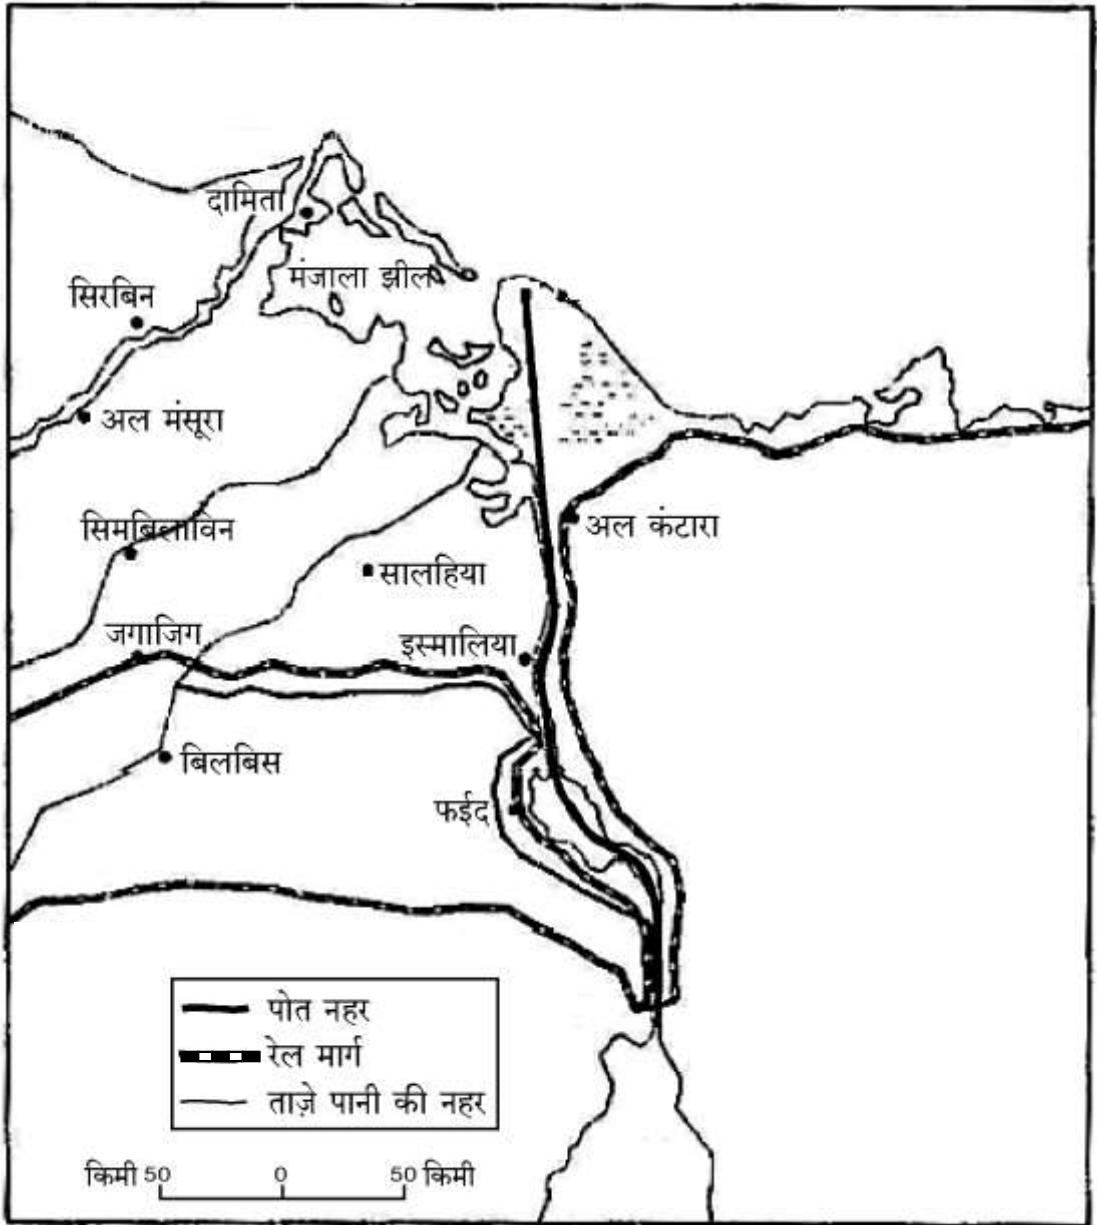 दामिता
मंजाला झील
सिरबिन
अल मंसूरा
सिमबिलाविन
अल कंटारा
सालहिया
जगाजिग
इस्मालिया
बिलबिस
फईद
पोत नहर
रेल मार्ग
ताज़े पानी की नहर
किमी 50 0 50 किमी